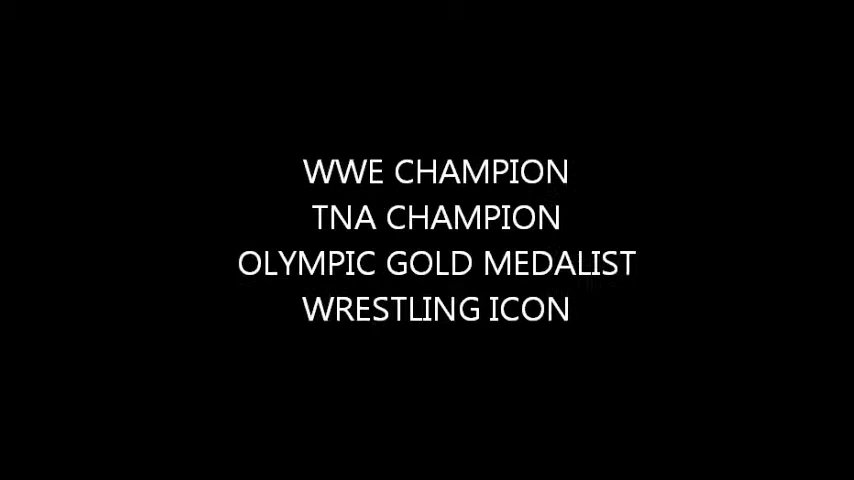 WWE CHAMPION
TNA CHAMPION
OLYMPIC GOLD MEDALIST
WRESTLING ICON